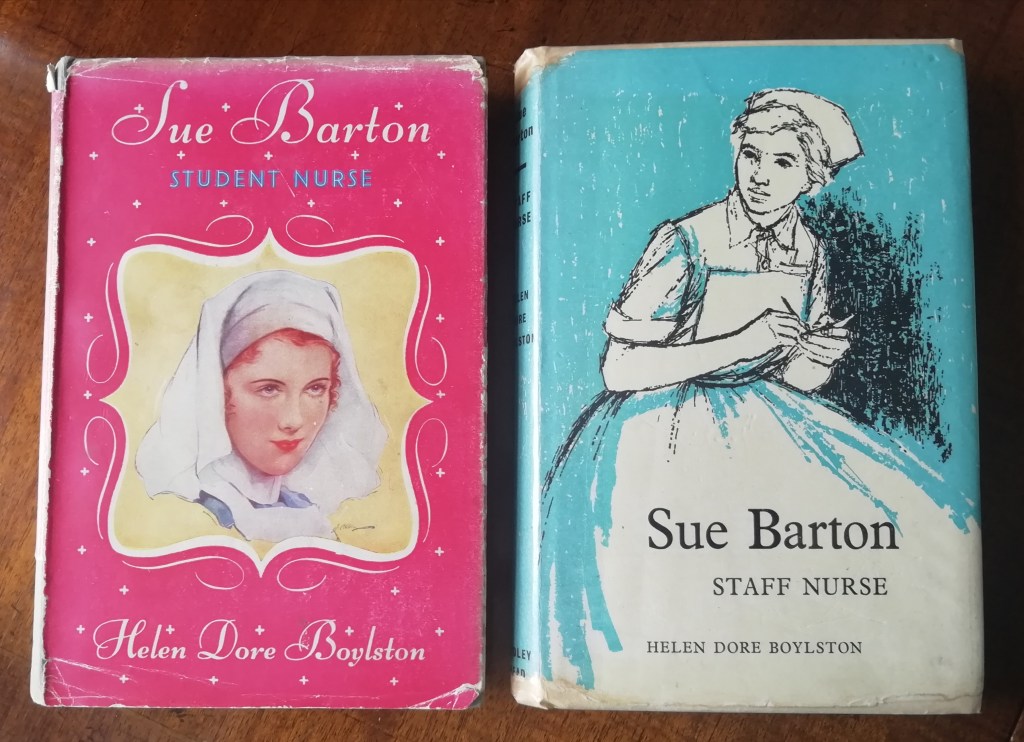 Sue Barton
STUDENT NURSE
Helen Dore Boylston
Sue Barton
STAFF NURSE
HELEN DORE BOYLSTON